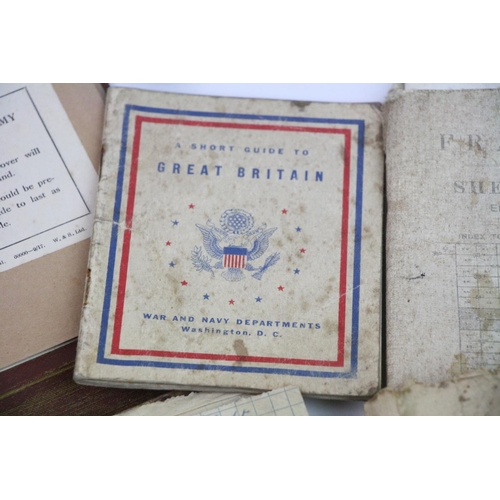 MY
over will
nd.
ould be pre-
de to last as
le.
W. & S., Ltd.
A SHORT GUIDE TO
GREAT BRITAIN
WAR AND NAVY DEPARTMENTS
Washington, D. C.